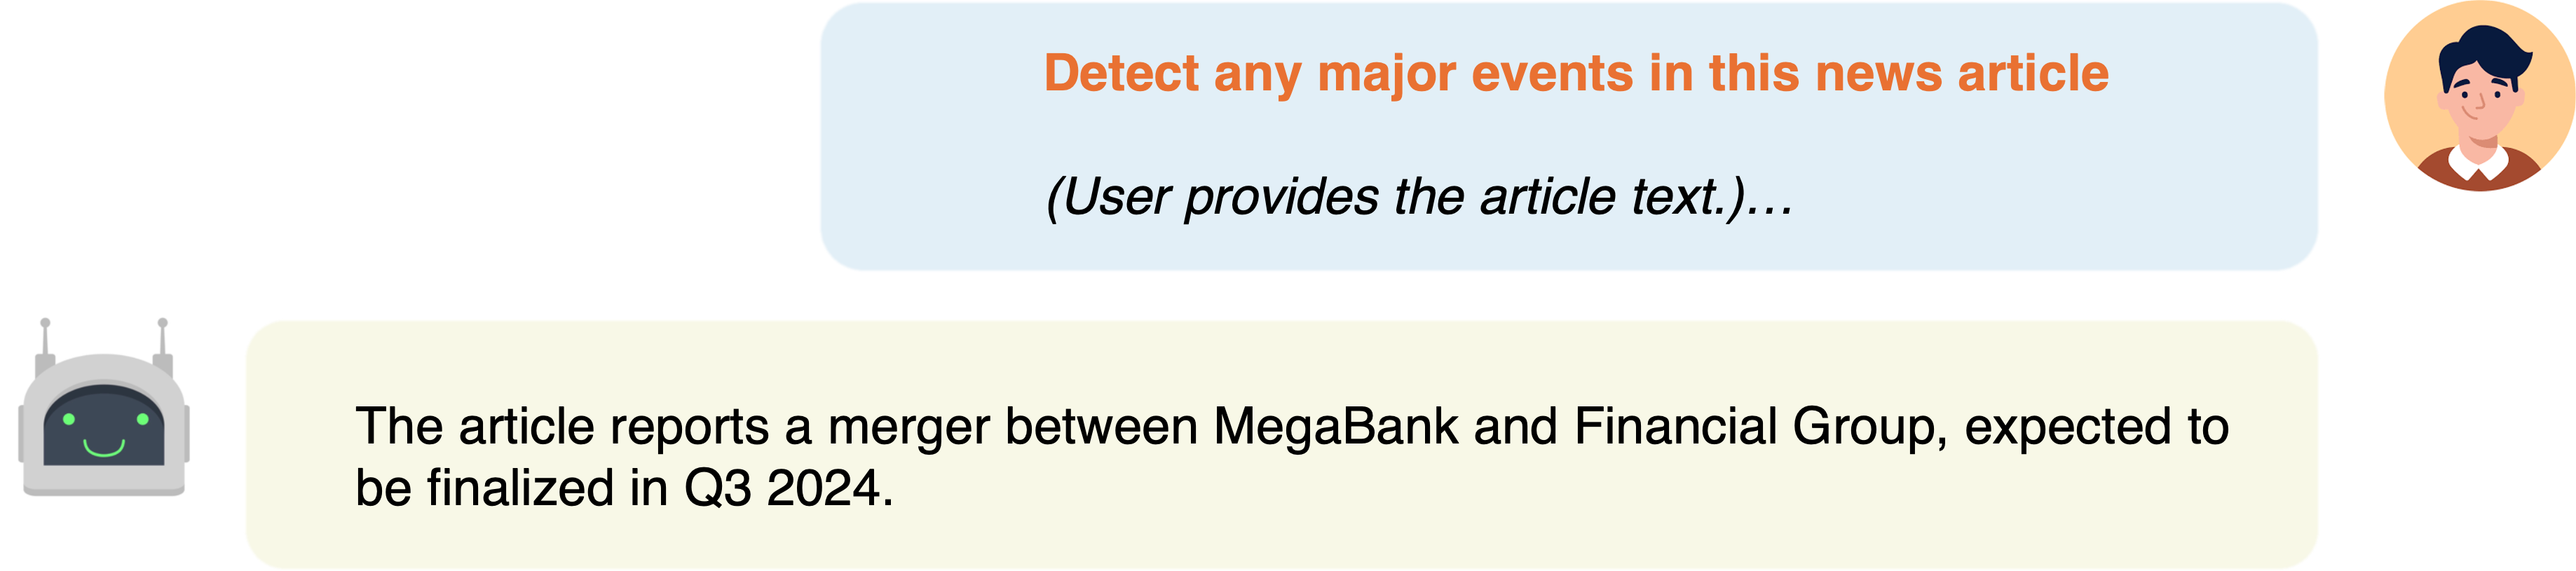 Detect any major events in this news article
(User provides the article text.)…
The article reports a merger between MegaBank and Financial Group, expected to
be finalized in Q3 2024.